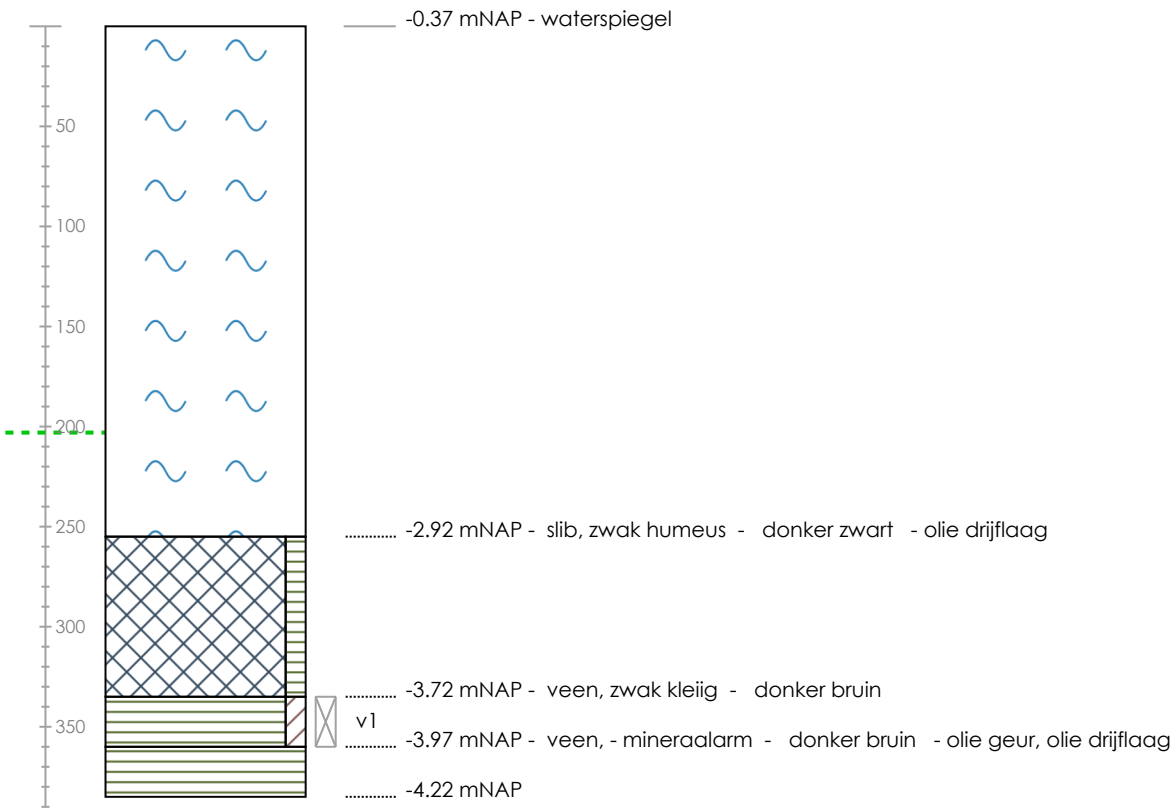 -0.37 mNAP - waterspiegel
50
100
150
200
250
-2.92 mNAP - slib, zwak humeus - donker zwart - olie drijflaag
300
-3.72 mNAP - veen, zwak kleiig - donker bruin
v1
350
-3.97 mNAP - veen, - mineraalarm - donker bruin - olie geur, olie drijflaag
-4.22 mNAP